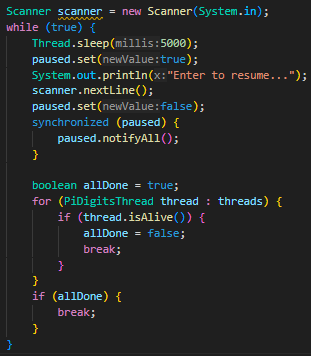 Scanner scanner = new Scanner(System.in);
while (true) {
    Thread.sleep(millis:5000);
    paused.set(newValue:true);
    System.out.println(x:"Enter to resume...");
    scanner.nextLine();
    paused.set(newValue:false);
    synchronized (paused) {
        paused.notifyAll();
    }

    boolean allDone = true;
    for (PiDigitsThread thread : threads) {
        if (thread.isAlive()) {
            allDone = false;
            break;
        }
    }
    if (allDone) {
        break;
    }
}